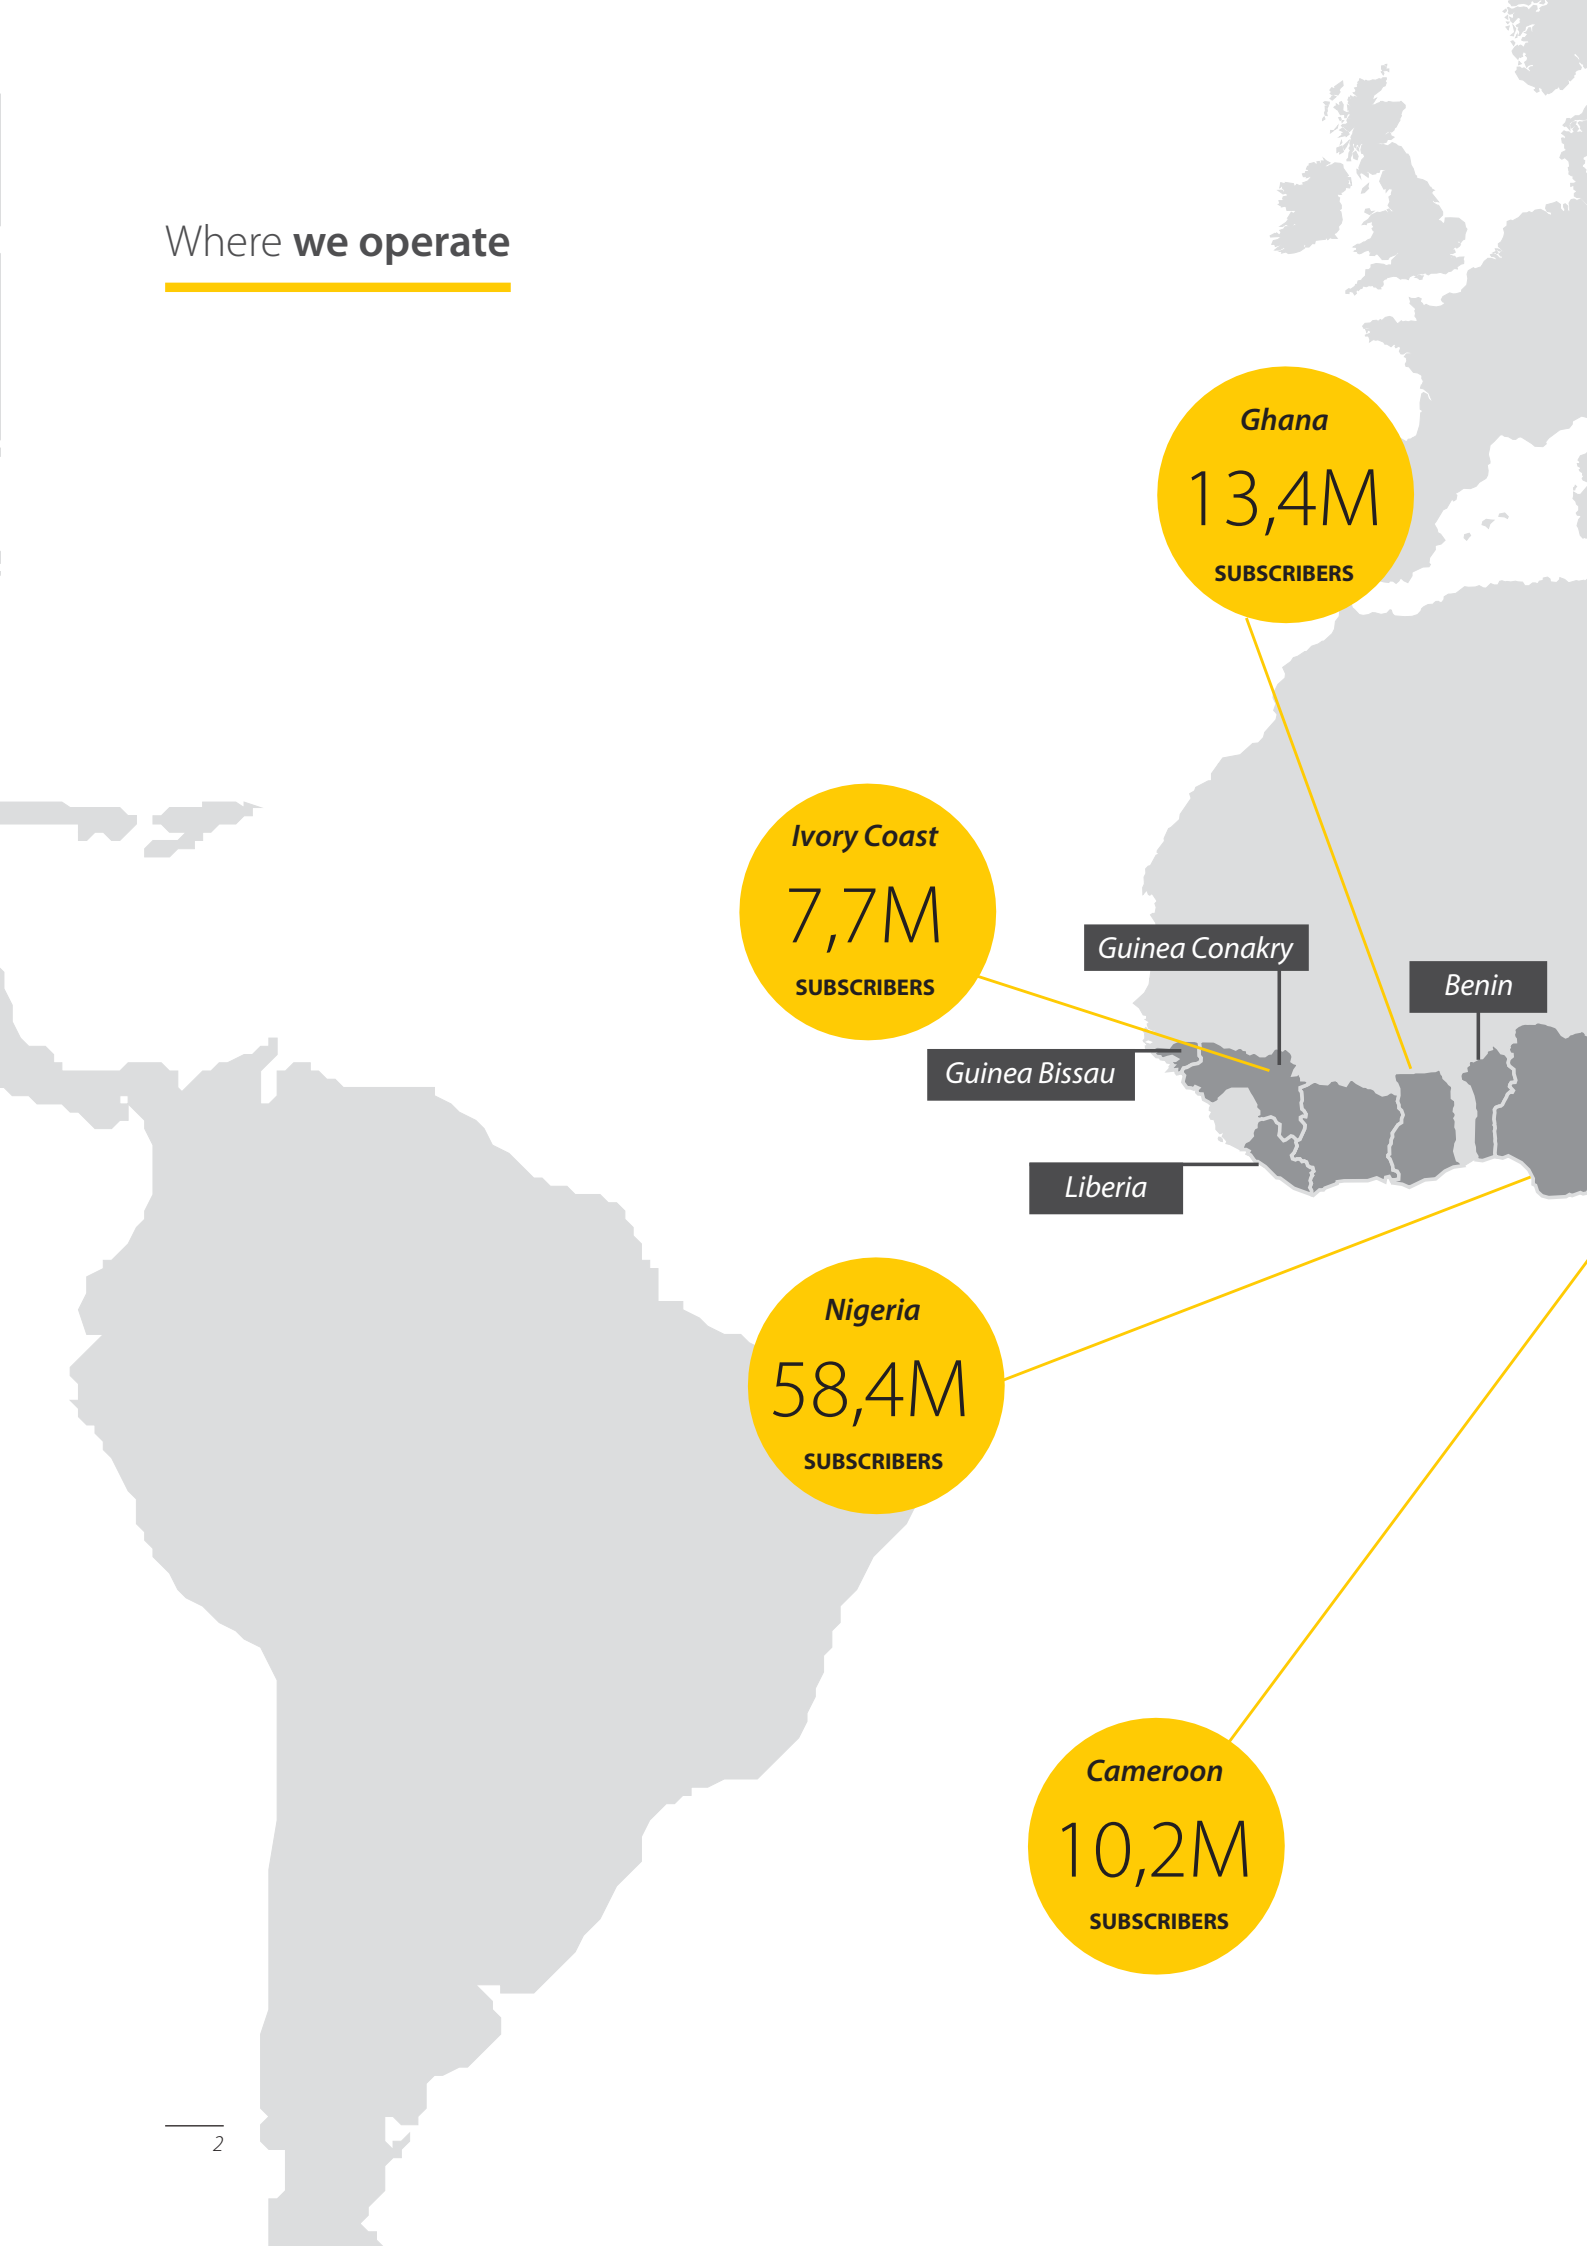 Where we operate
Ghana
13,4M
SUBSCRIBERS
Ivory Coast
7,7M
SUBSCRIBERS
Guinea Conakry
Benin
Guinea Bissau
Liberia
Nigeria
58,4M
SUBSCRIBERS
Cameroon
10,2M
SUBSCRIBERS
2